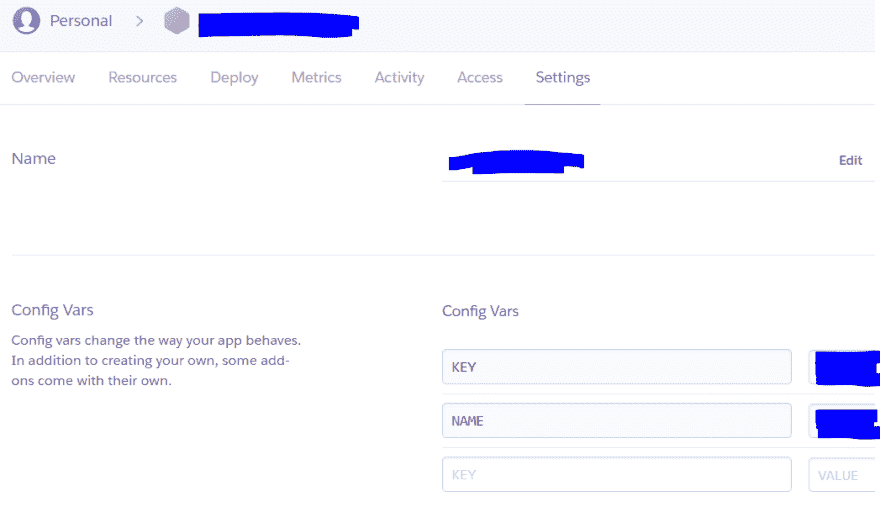 Personal >
Overview Resources Deploy Metrics Activity Access Settings
Name Edit
Config Vars Config Vars
Config vars change the way your app behaves.
In addition to creating your own, some add-
ons come with their own.
KEY
NAME
KEY VALUE